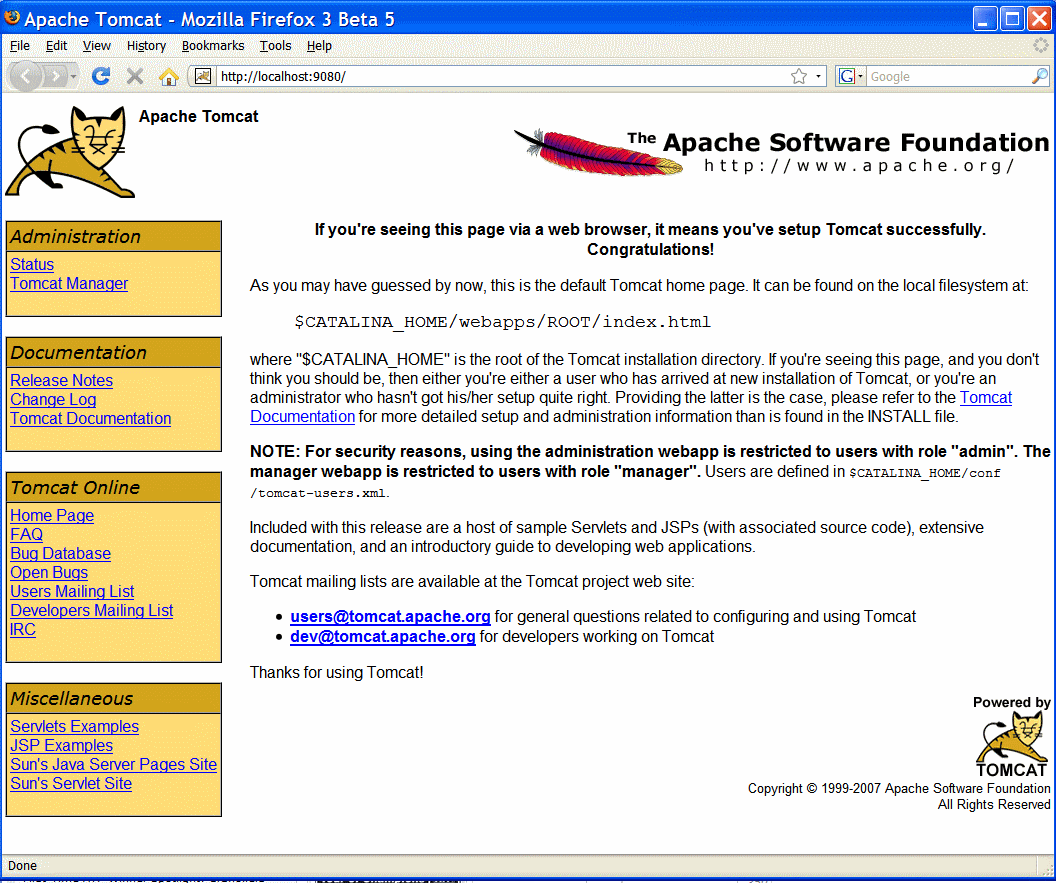 Apache Tomcat - Mozilla Firefox 3 Beta 5
File Edit View History Bookmarks Tools Help
http://localhost:9080/
G
Google
Apache Tomcat
The Apache Software Foundation
http://www.apache.org/
Administration
Status
Tomcat Manager
Documentation
Release Notes
Change Log
Tomcat Documentation
Tomcat Online
Home Page
FAQ
Bug Database
Open Bugs
Users Mailing List
Developers Mailing List
IRC
Miscellaneous
Servlets Examples
JSP Examples
Sun's Java Server Pages Site
Sun's Servlet Site
If you're seeing this page via a web browser, it means you've setup Tomcat successfully.
Congratulations!
As you may have guessed by now, this is the default Tomcat home page. It can be found on the local filesystem at:
$CATALINA_HOME/webapps/ROOT/index.html
where "$CATALINA_HOME" is the root of the Tomcat installation directory. If you're seeing this page, and you don't
think you should be, then either you're either a user who has arrived at new installation of Tomcat, or you're an
administrator who hasn't got his/her setup quite right. Providing the latter is the case, please refer to the Tomcat
Documentation for more detailed setup and administration information than is found in the INSTALL file.
NOTE: For security reasons, using the administration webapp is restricted to users with role "admin". The
manager webapp is restricted to users with role "manager". Users are defined in $CATALINA_HOME/conf
/tomcat-users.xml.
Included with this release are a host of sample Servlets and JSPs (with associated source code), extensive
documentation, and an introductory guide to developing web applications.
Tomcat mailing lists are available at the Tomcat project web site:
• users@tomcat.apache.org for general questions related to configuring and using Tomcat
• dev@tomcat.apache.org for developers working on Tomcat
Thanks for using Tomcat!
Powered by
TOMCAT
Copyright © 1999-2007 Apache Software Foundation
All Rights Reserved
Done